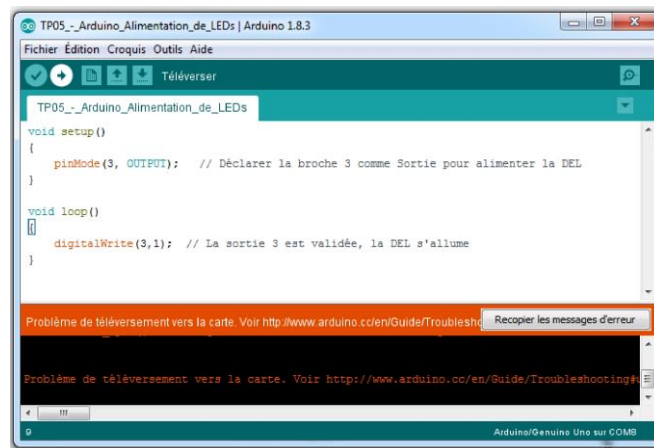 TP05_-_Arduino_Alimentation_de_LEDs | Arduino 1.8.3
Fichier Édition Croquis Outils Aide
Téléverser
TP05_-_Arduino_Alimentation_de_LEDs
void setup()
{
pinMode(3, OUTPUT); // Déclarer la broche 3 comme Sortie pour alimenter la DEL
}
void loop()
{
digitalWrite(3,1); // La sortie 3 est validée, la DEL s'allume
}
Problème de téléversement vers la carte. Voir http://www.arduino.cc/en/Guide/Troublesho
Recopier les messages d'erreur
Problème de téléversement vers la carte. Voir http://www.arduino.cc/en/Guide/Troubleshooting#
9
Arduino/Genuino Uno sur COM8